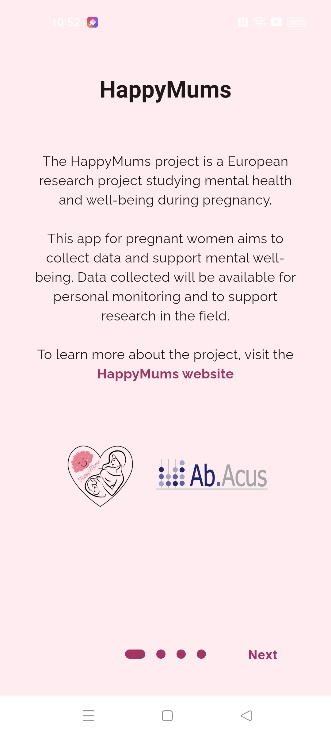 10:52
HappyMums
The HappyMums project is a European
research project studying mental health
and well-being during pregnancy.
This app for pregnant women aims to
collect data and support mental well-
being. Data collected will be available for
personal monitoring and to support
research in the field.
To learn more about the project, visit the
HappyMums website
Ab.Acus
Next